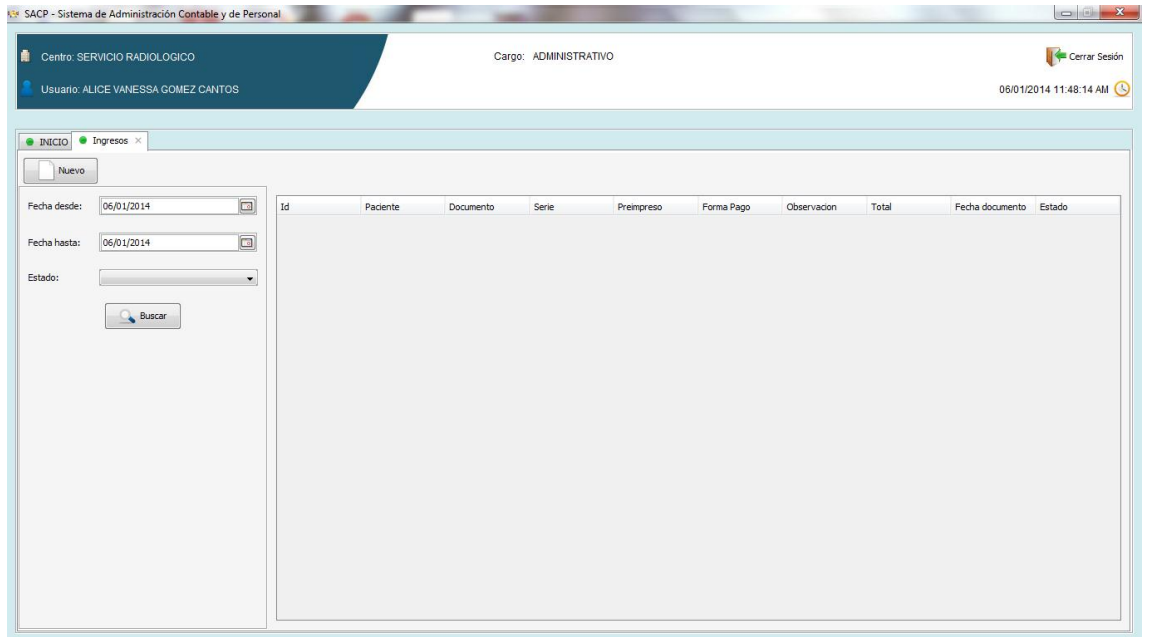 SACP - Sistema de Administración Contable y de Personal
Centro: SERVICIO RADIOLOGICO
Cargo: ADMINISTRATIVO
Cerrar Sesión
Usuario: ALICE VANESSA GOMEZ CANTOS
06/01/2014 11:48:14 AM
INICIO Ingresos
Nuevo
Fecha desde: 06/01/2014
Id Paciente Documento Serie Preimpreso Forma Pago Observacion Total Fecha documento Estado
Fecha hasta: 06/01/2014
Estado:
Buscar